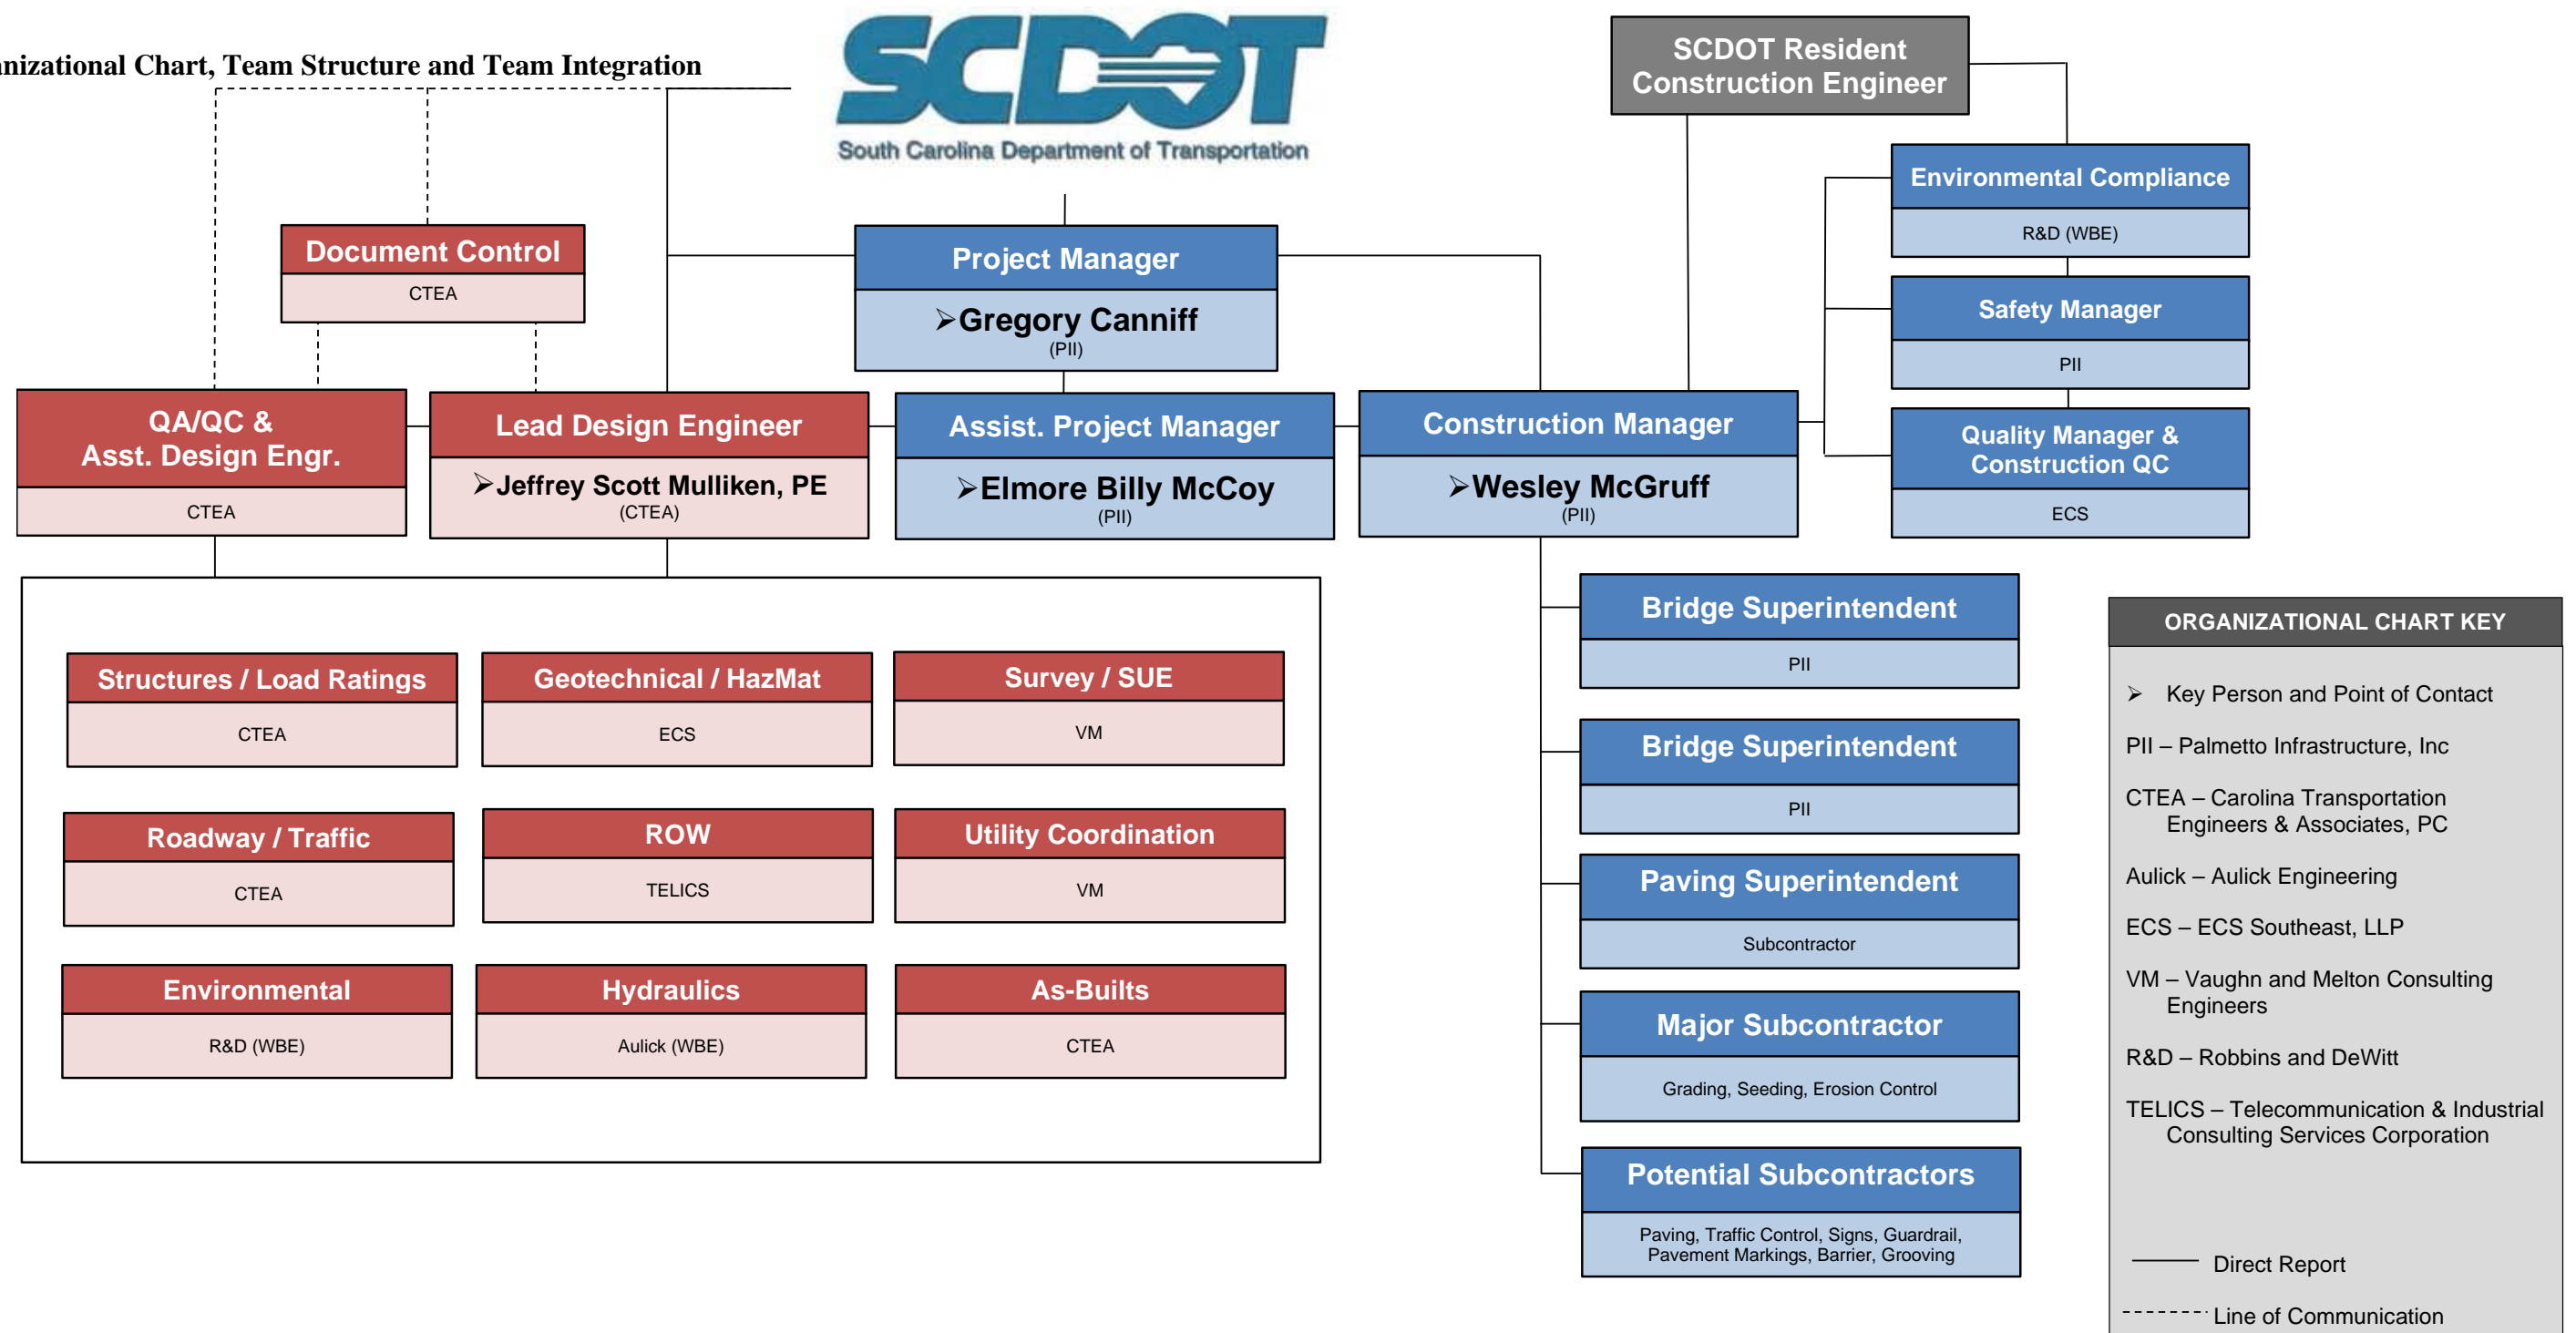 anizational Chart, Team Structure and Team Integration
SCDOT
South Carolina Department of Transportation
SCDOT Resident
Construction Engineer
Environmental Compliance
R&D (WBE)
Safety Manager
PII
Quality Manager &
Construction QC
ECS
Document Control
CTEA
Project Manager
➢Gregory Canniff
(PII)
QA/QC &
Asst. Design Engr.
CTEA
Lead Design Engineer
➢Jeffrey Scott Mulliken, PE
(CTEA)
Assist. Project Manager
➢Elmore Billy McCoy
(PII)
Construction Manager
➢Wesley McGruff
(PII)
Structures / Load Ratings
CTEA
Geotechnical / HazMat
ECS
Survey / SUE
VM
Roadway / Traffic
CTEA
ROW
TELICS
Utility Coordination
VM
Environmental
R&D (WBE)
Hydraulics
Aulick (WBE)
As-Builts
CTEA
Bridge Superintendent
PII
Bridge Superintendent
PII
Paving Superintendent
Subcontractor
Major Subcontractor
Grading, Seeding, Erosion Control
Potential Subcontractors
Paving, Traffic Control, Signs, Guardrail,
Pavement Markings, Barrier, Grooving
ORGANIZATIONAL CHART KEY
➢ Key Person and Point of Contact
PII – Palmetto Infrastructure, Inc
CTEA – Carolina Transportation
Engineers & Associates, PC
Aulick – Aulick Engineering
ECS – ECS Southeast, LLP
VM – Vaughn and Melton Consulting
Engineers
R&D – Robbins and DeWitt
TELICS – Telecommunication & Industrial
Consulting Services Corporation
Direct Report
Line of Communication